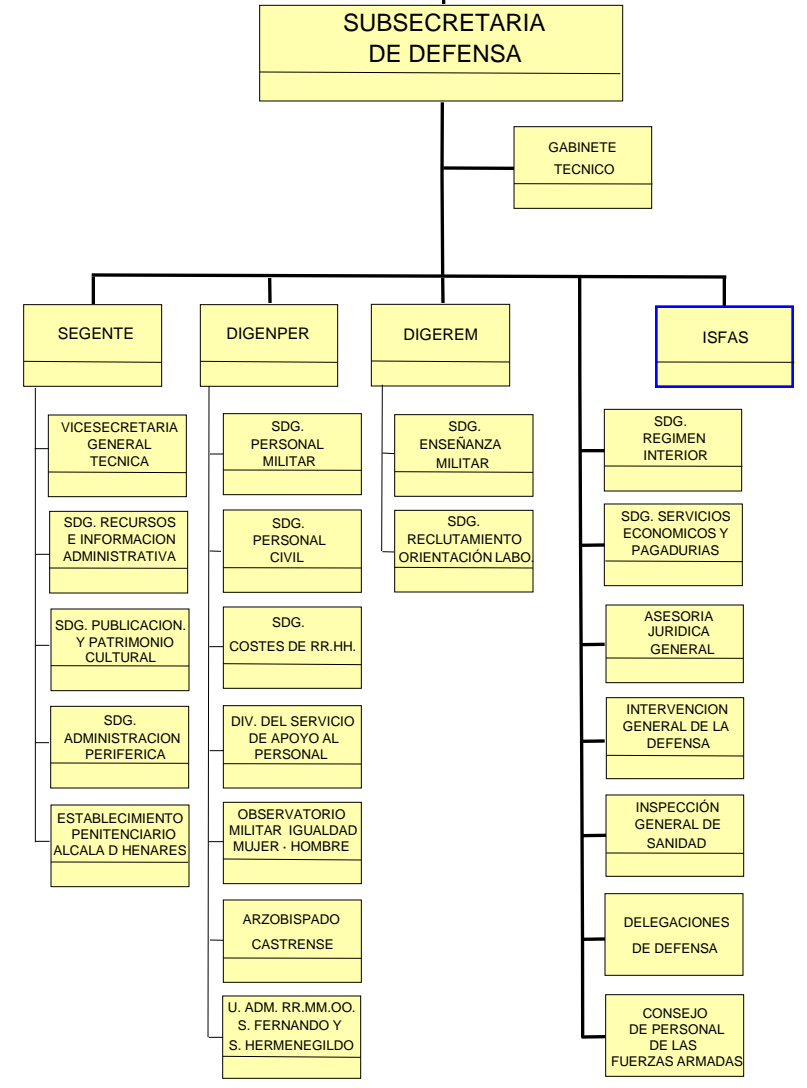 SUBSECRETARIA
DE DEFENSA
GABINETE
TECNICO
SEGENTE
DIGENPER
DIGEREM
ISFAS
VICESECRETARIA
GENERAL
TECNICA
SDG. RECURSOS
E INFORMACION
ADMINISTRATIVA
SDG. PUBLICACION.
Y PATRIMONIO
CULTURAL
SDG.
ADMINISTRACION
PERIFERICA
ESTABLECIMIENTO
PENITENCIARIO
ALCALA D HENARES
SDG.
PERSONAL
MILITAR
SDG.
PERSONAL
CIVIL
SDG.
COSTES DE RR.HH.
DIV. DEL SERVICIO
DE APOYO AL
PERSONAL
OBSERVATORIO
MILITAR IGUALDAD
MUJER · HOMBRE
ARZOBISPADO
CASTRENSE
U. ADM. RR.MM.OO.
S. FERNANDO Y
S. HERMENEGILDO
SDG.
ENSEÑANZA
MILITAR
SDG.
RECLUTAMIENTO
ORIENTACIÓN LABO.
SDG.
REGIMEN
INTERIOR
SDG. SERVICIOS
ECONOMICOS Y
PAGADURIAS
ASESORIA
JURIDICA
GENERAL
INTERVENCION
GENERAL DE LA
DEFENSA
INSPECCIÓN
GENERAL DE
SANIDAD
DELEGACIONES
DE DEFENSA
CONSEJO
DE PERSONAL
DE LAS
FUERZAS ARMADAS